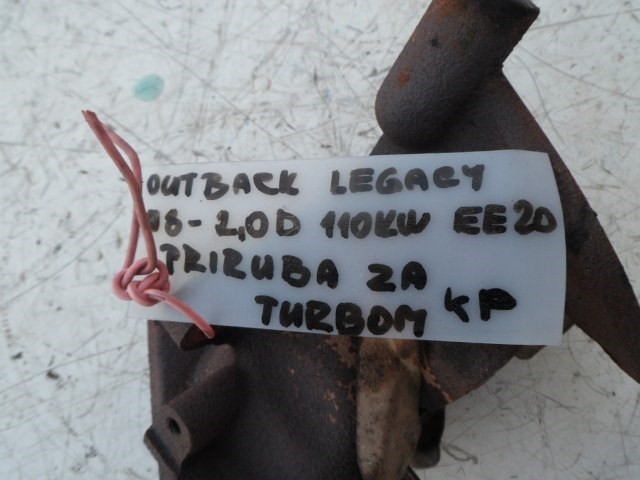 OUTBACK LEGACY
08- 2,0D 110KW EE20
PRIRUBA ZA
TURBOM KP